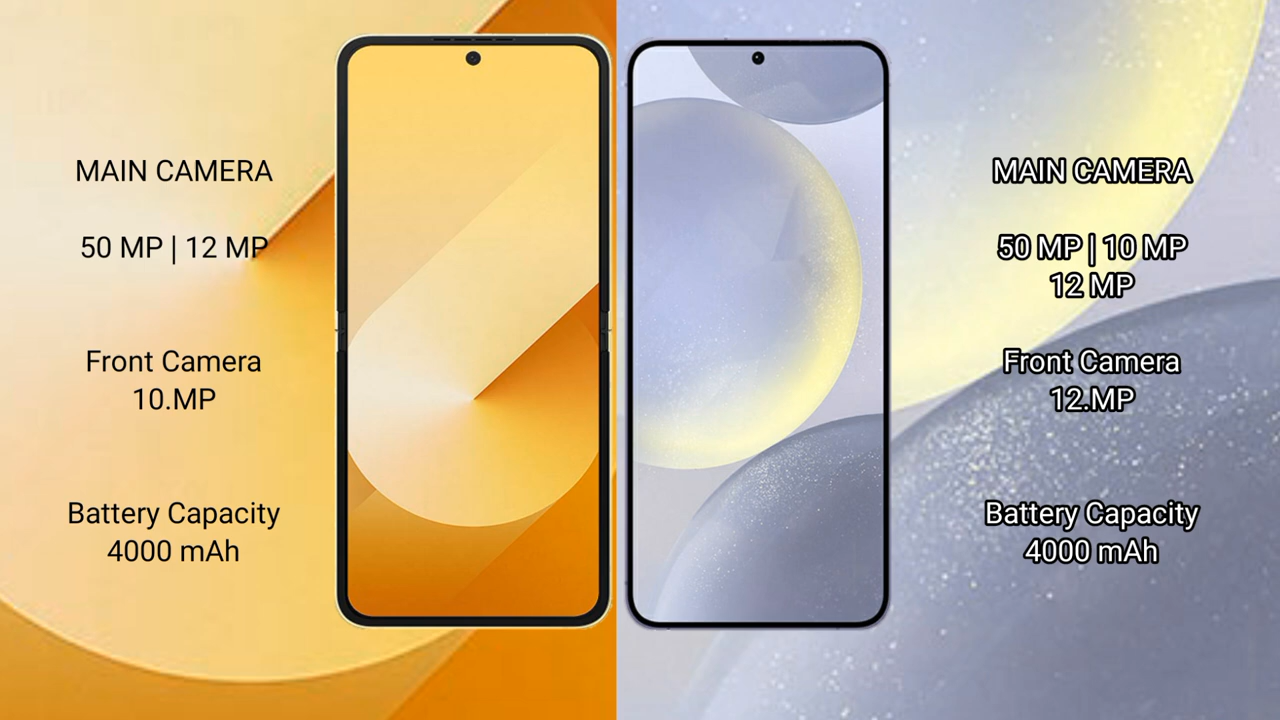 MAIN CAMERA
50 MP | 12 MP
Front Camera
10.MP
Battery Capacity
4000 mAh
MAIN CAMERA
50 MP | 10 MP
12 MP
Front Camera
12.MP
Battery Capacity
4000 mAh